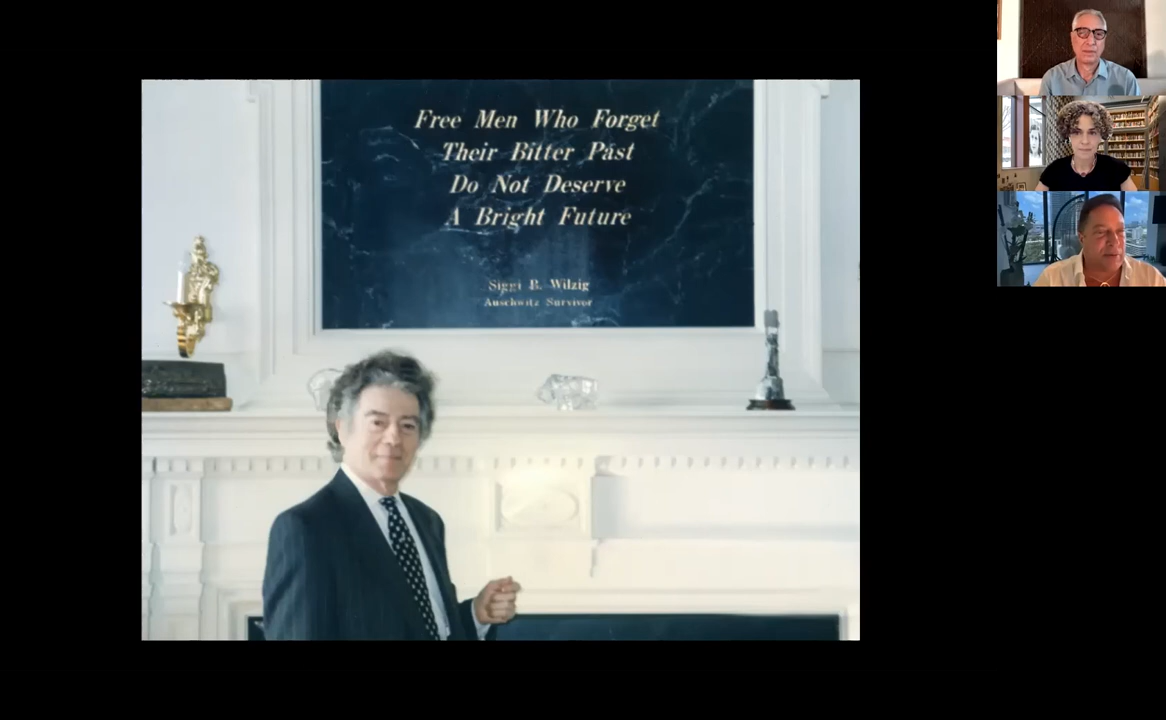 Free Men Who Forget
Their Bitter Past
Do Not Deserve
A Bright Future
Siggi B. Wilzig
Auschwitz Survivor